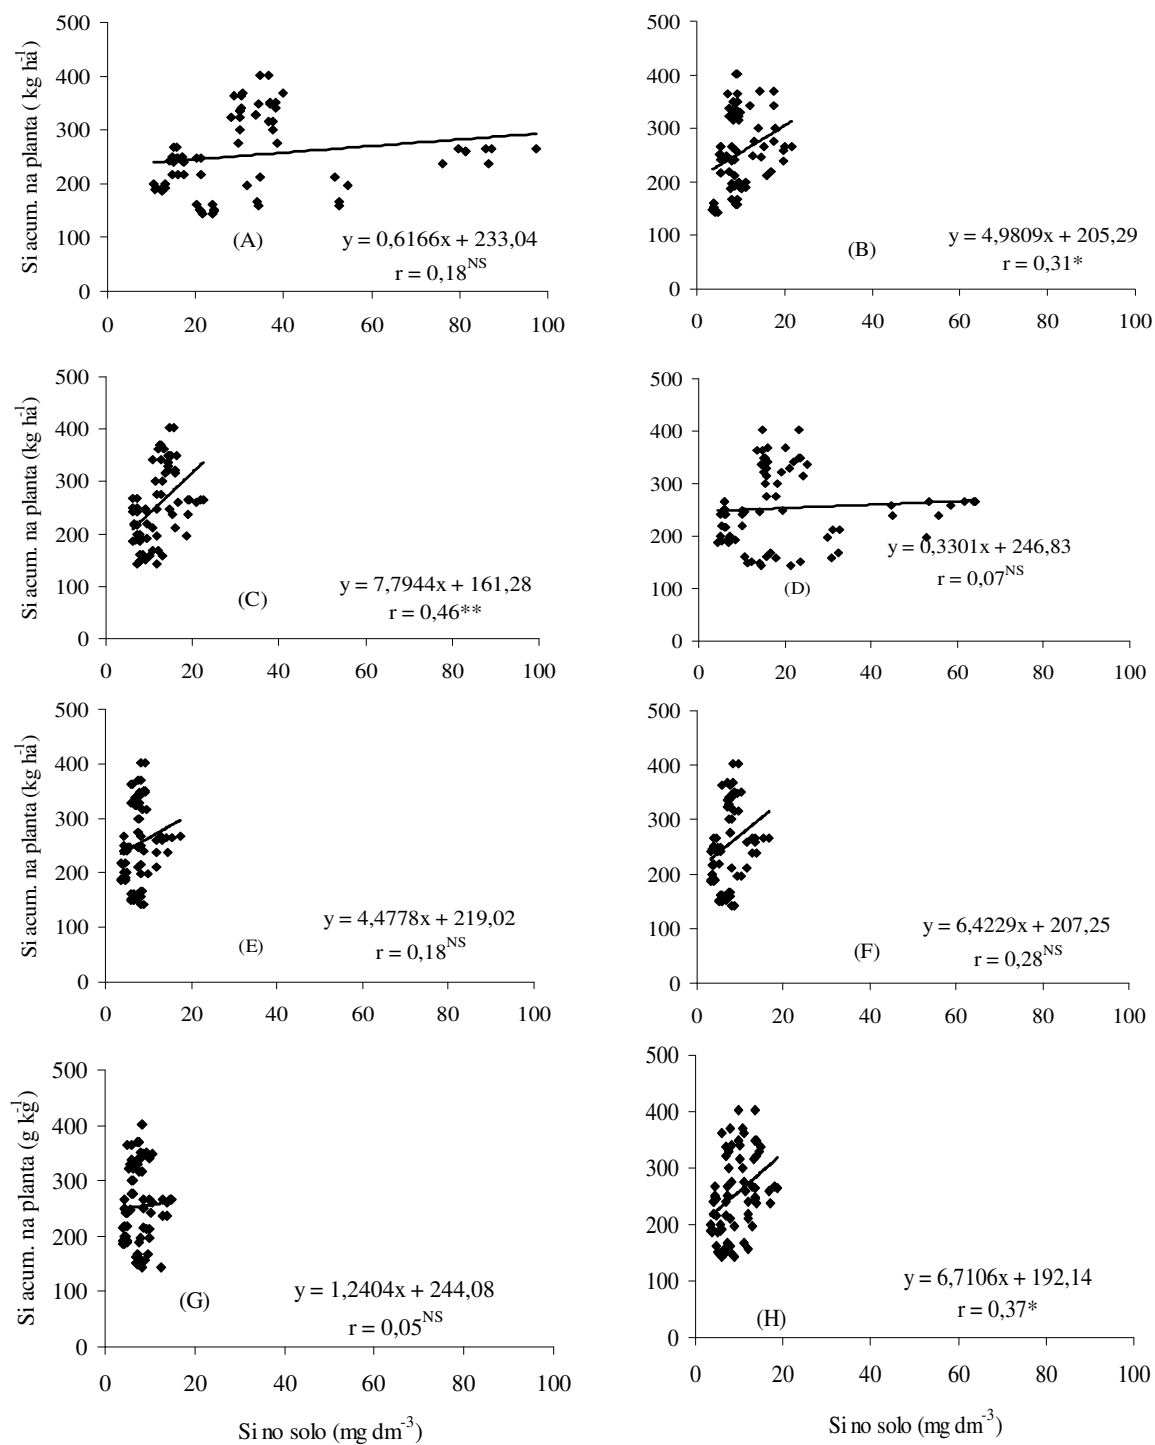 500
400
300
200
100
0
0 20 40 60 80 100
Si acum. na planta ( kg ha⁻¹)
(A)
y = 0,6166x + 233,04
r = 0,18ᴺˢ
500
400
300
200
100
0
0 20 40 60 80 100
(B)
y = 4,9809x + 205,29
r = 0,31*
500
400
300
200
100
0
0 20 40 60 80 100
Si acum. na planta (kg ha⁻¹)
(C)
y = 7,7944x + 161,28
r = 0,46**
500
400
300
200
100
0
0 20 40 60 80 100
y = 0,3301x + 246,83
r = 0,07ᴺˢ
(D)
500
400
300
200
100
0
0 20 40 60 80 100
Si acum. na planta (kg ha⁻¹)
(E)
y = 4,4778x + 219,02
r = 0,18ᴺˢ
500
400
300
200
100
0
0 20 40 60 80 100
(F)
y = 6,4229x + 207,25
r = 0,28ᴺˢ
500
400
300
200
100
0
0 20 40 60 80 100
Si acum. na planta (g kg⁻¹)
(G)
y = 1,2404x + 244,08
r = 0,05ᴺˢ
Si no solo (mg dm⁻³)
500
400
300
200
100
0
0 20 40 60 80 100
(H)
y = 6,7106x + 192,14
r = 0,37*
Si no solo (mg dm⁻³)